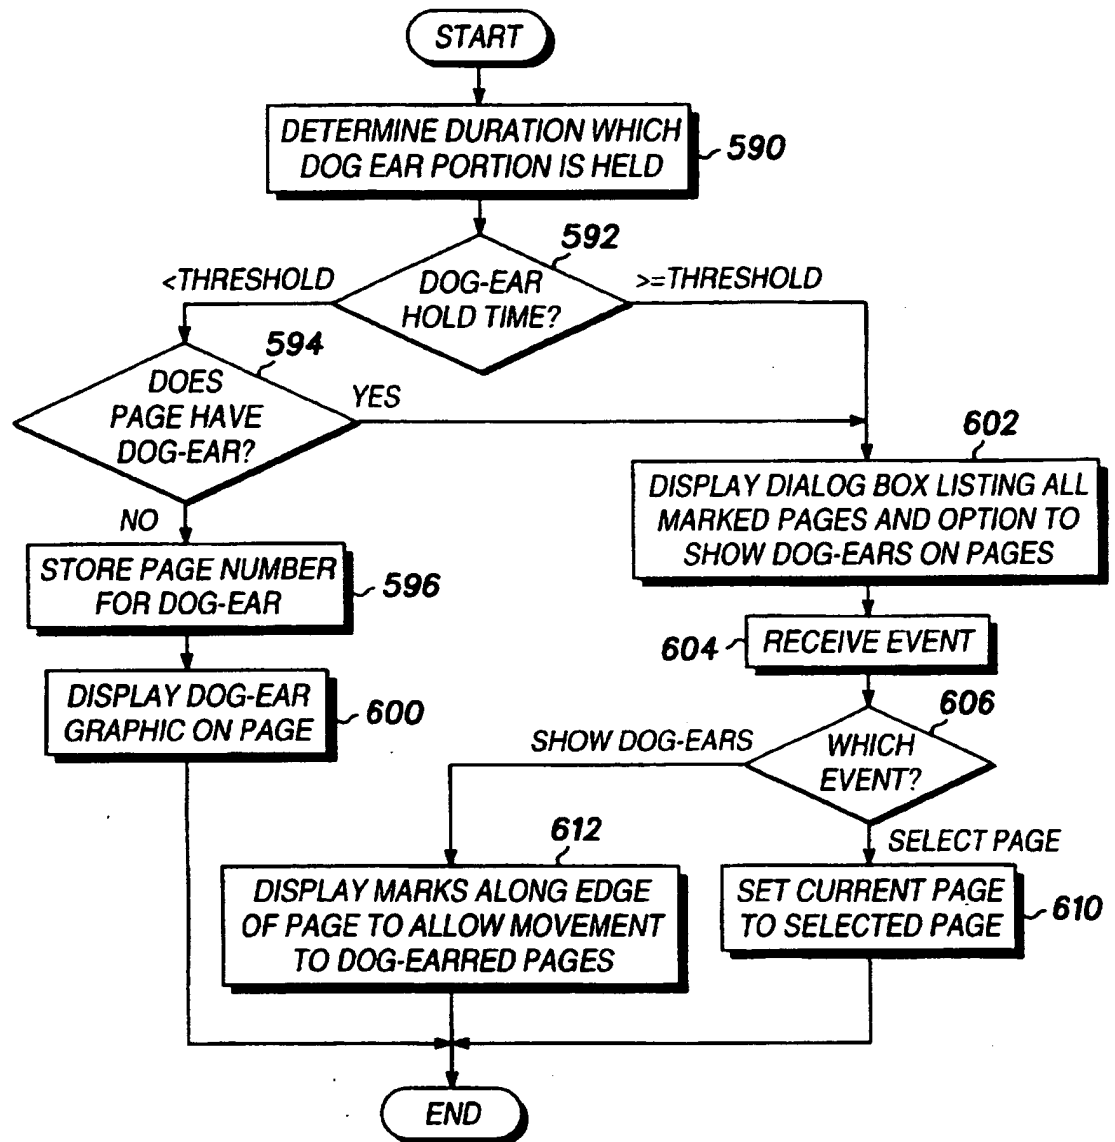 START
DETERMINE DURATION WHICH
DOG EAR PORTION IS HELD
590
592
<THRESHOLD
DOG-EAR
HOLD TIME?
>=THRESHOLD
594
DOES
PAGE HAVE
DOG-EAR?
YES
NO
602
DISPLAY DIALOG BOX LISTING ALL
MARKED PAGES AND OPTION TO
SHOW DOG-EARS ON PAGES
STORE PAGE NUMBER
FOR DOG-EAR
596
604
RECEIVE EVENT
DISPLAY DOG-EAR
GRAPHIC ON PAGE
600
606
SHOW DOG-EARS
WHICH
EVENT?
SELECT PAGE
612
DISPLAY MARKS ALONG EDGE
OF PAGE TO ALLOW MOVEMENT
TO DOG-EARRED PAGES
SET CURRENT PAGE
TO SELECTED PAGE
610
END